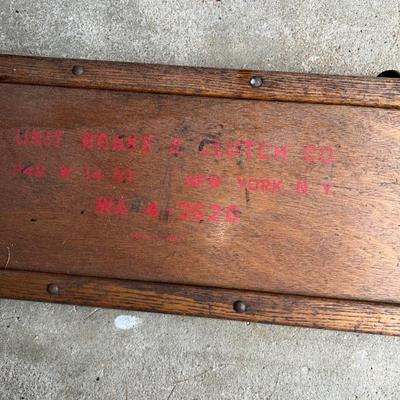 UNIT BRAKE & CLUTCH CO
W 14 ST NEW YORK N.Y.
WA 4-3626